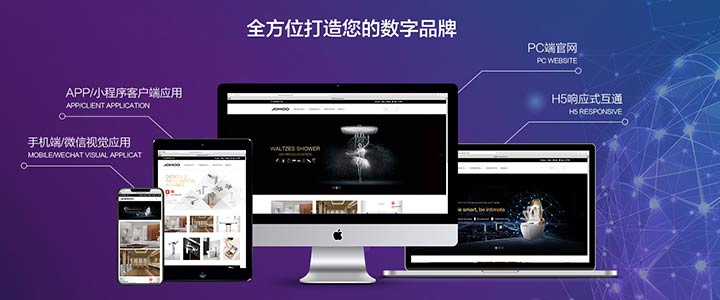 全方位打造您的数字品牌
PC端官网
PC WEBSITE
APP/小程序客户端应用
APP/CLIENT APPLICATION
H5响应式互通
H5 RESPONSIVE
手机端/微信视觉应用
MOBILE/WECHAT VISUAL APPLICAT
JOMOO
WALTZES SHOWER
JOMOO
be smart, be intimate
JOMOO